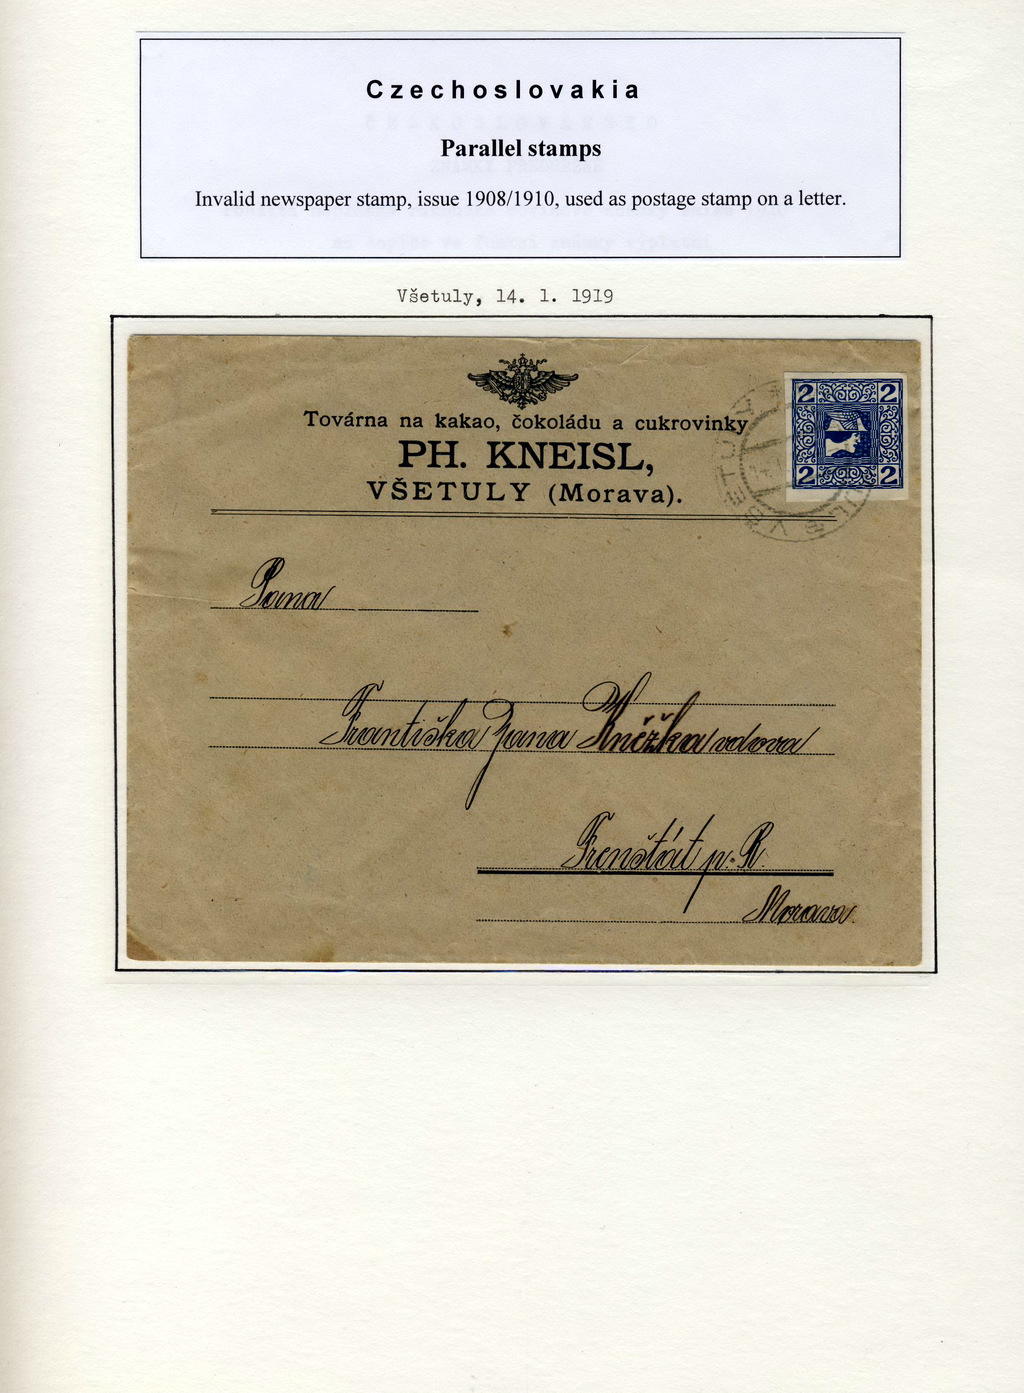 Czechoslovakia
Parallel stamps
Invalid newspaper stamp, issue 1908/1910, used as postage stamp on a letter.
Všetuly, 14. 1. 1919
Továrna na kakao, čokoládu a cukrovinky
PH. KNEISL,
VŠETULY (Morava).
2 2
2 2
Pana
Františka Jana Kněžka vdova
Frenštát p. R.
Morava.